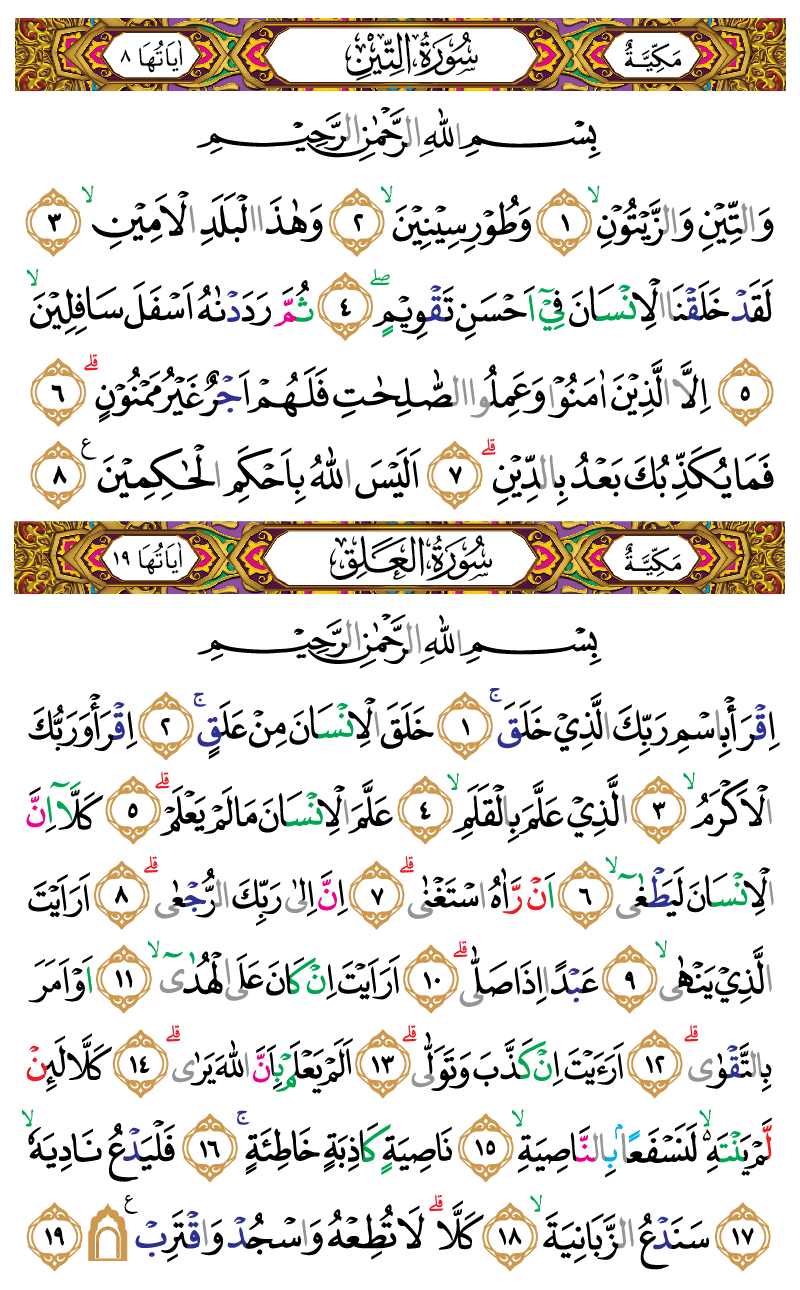 مَكِّيَّةٌ سُوْرَةُ التِّيْنِ اٰيَاتُهَا ٨
بِسْمِ اللّٰهِ الرَّحْمٰنِ الرَّحِيْمِ
وَالتِّيْنِ وَالزَّيْتُوْنِۙ ١ وَطُوْرِ سِيْنِيْنَۙ ٢ وَهٰذَا الْبَلَدِ الْاَمِيْنِۙ ٣
لَقَدْ خَلَقْنَا الْاِنْسَانَ فِيْٓ اَحْسَنِ تَقْوِيْمٍۖ ٤ ثُمَّ رَدَدْنٰهُ اَسْفَلَ سَافِلِيْنَۙ
٥ اِلَّا الَّذِيْنَ اٰمَنُوْا وَعَمِلُوا الصّٰلِحٰتِ فَلَهُمْ اَجْرٌ غَيْرُ مَمْنُوْنٍۗ ٦
فَمَا يُكَذِّبُكَ بَعْدُ بِالدِّيْنِۗ ٧ اَلَيْسَ اللّٰهُ بِاَحْكَمِ الْحٰكِمِيْنَ ࣖ ٨
مَكِّيَّةٌ سُوْرَةُ الْعَلَقِ اٰيَاتُهَا ١٩
بِسْمِ اللّٰهِ الرَّحْمٰنِ الرَّحِيْمِ
اِقْرَأْ بِاسْمِ رَبِّكَ الَّذِيْ خَلَقَۚ ١ خَلَقَ الْاِنْسَانَ مِنْ عَلَقٍۚ ٢ اِقْرَأْ وَرَبُّكَ
الْاَكْرَمُۙ ٣ الَّذِيْ عَلَّمَ بِالْقَلَمِۙ ٤ عَلَّمَ الْاِنْسَانَ مَا لَمْ يَعْلَمْۗ ٥ كَلَّآ اِنَّ
الْاِنْسَانَ لَيَطْغٰىٓۙ ٦ اَنْ رَّاٰهُ اسْتَغْنٰىۗ ٧ اِنَّ اِلٰى رَبِّكَ الرُّجْعٰىۗ ٨ اَرَاَيْتَ
الَّذِيْ يَنْهٰىۙ ٩ عَبْدًا اِذَا صَلّٰىۗ ١٠ اَرَاَيْتَ اِنْ كَانَ عَلَى الْهُدٰىٓۙ ١١ اَوْ اَمَرَ
بِالتَّقْوٰىۗ ١٢ اَرَءَيْتَ اِنْ كَذَّبَ وَتَوَلّٰىۗ ١٣ اَلَمْ يَعْلَمْ بِاَنَّ اللّٰهَ يَرٰىۗ ١٤ كَلَّا لَىِٕنْ
لَّمْ يَنْتَهِ ەۙ لَنَسْفَعًاۢ بِالنَّاصِيَةِۙ ١٥ نَاصِيَةٍ كَاذِبَةٍ خَاطِئَةٍۚ ١٦ فَلْيَدْعُ نَادِيَهٗۙ
١٧ سَنَدْعُ الزَّبَانِيَةَۙ ١٨ كَلَّاۗ لَا تُطِعْهُ وَاسْجُدْ وَاقْتَرِبْ ࣖ ۩ ١٩